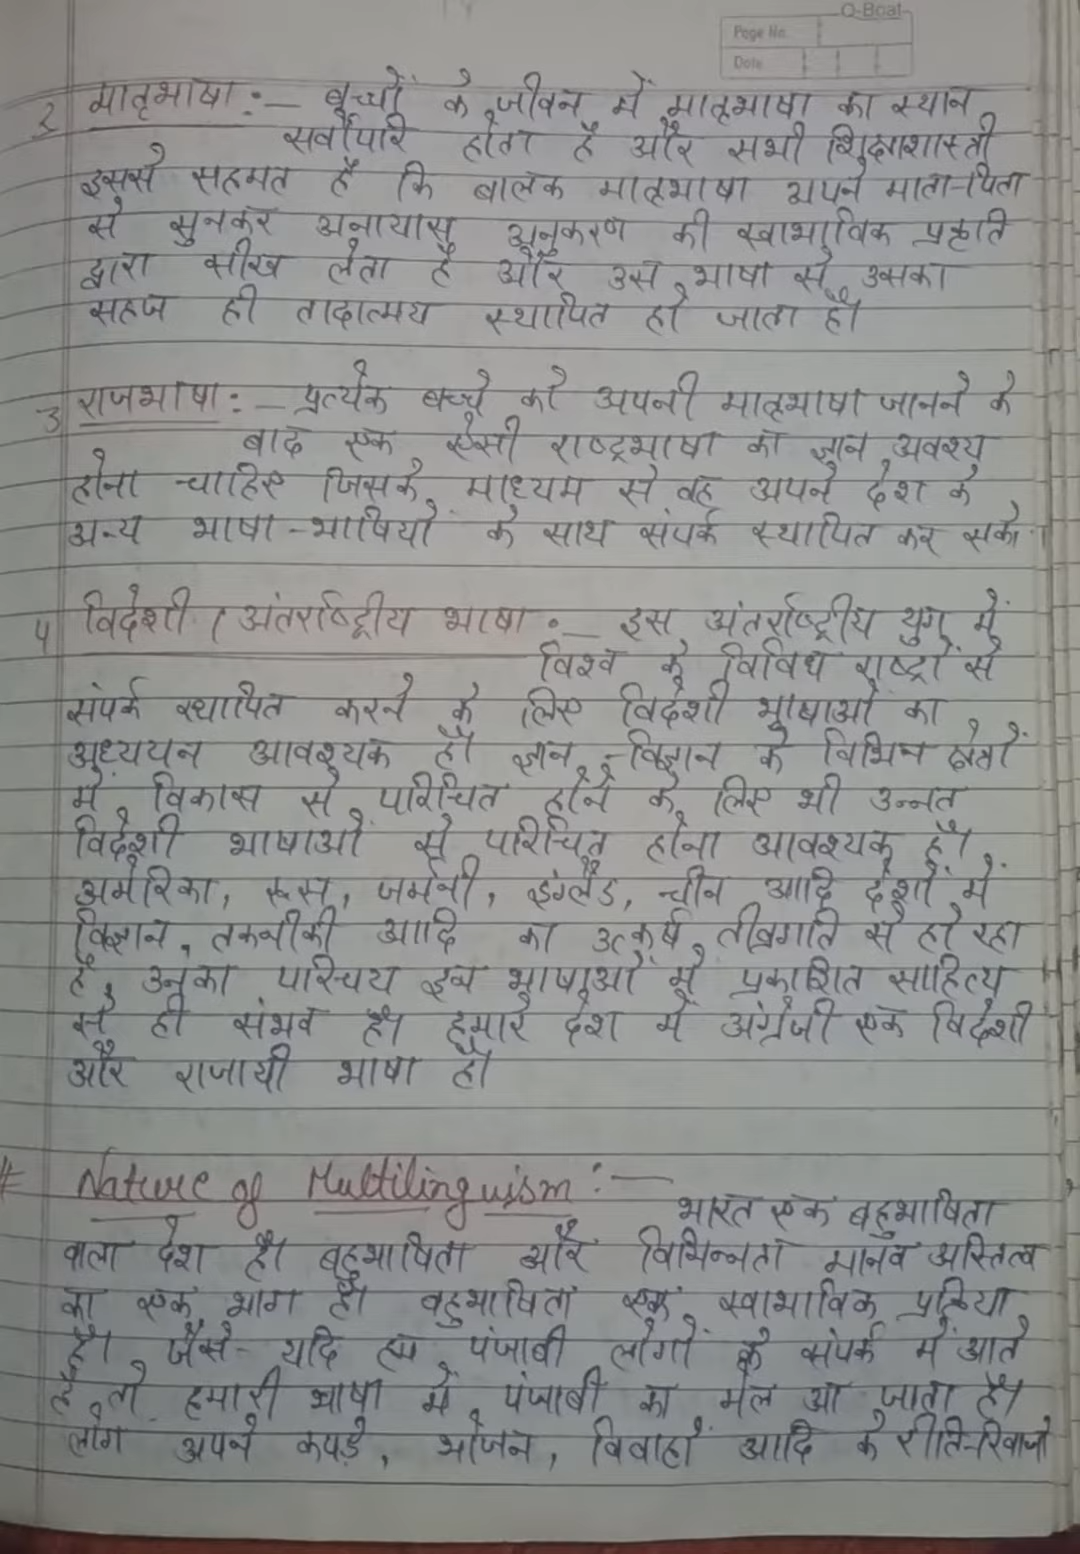 O-Boat
Page No.
Date
2 मातृभाषा :— बच्चों के जीवन में मातृभाषा का स्थान
सर्वोपरि होता है और सभी शिक्षाशास्त्री
इससे सहमत है कि बालक मातृभाषा अपने माता-पिता
से सुनकर अनायास अनुकरण की स्वाभाविक प्रकृति
द्वारा सीख लेता है और उस भाषा से उसका
सहज ही तादात्मय स्थापित हो जाता है।
3 राजभाषा :— प्रत्येक बच्चे को अपनी मातृभाषा जानने के
बाद एक ऐसी राष्ट्रभाषा का ज्ञान अवश्य
होना चाहिए जिसके माध्यम से वह अपने देश के
अन्य भाषा-भाषियों के साथ संपर्क स्थापित कर सके।
4 विदेशी / अंतर्राष्ट्रीय भाषा :— इस अंतर्राष्ट्रीय युग में
विश्व के विविध राष्ट्रों से
संपर्क स्थापित करने के लिए विदेशी भाषाओं का
अध्ययन आवश्यक है। ज्ञान-विज्ञान के विभिन क्षेत्रों
में विकास से परिचित होने के लिए भी उन्नत
विदेशी भाषाओं से परिचित होना आवश्यक है।
अमेरिका, रूस, जर्मनी, इंग्लैंड, चीन आदि देशों में
विज्ञान, तकनीकी आदि का उत्कर्ष तीव्रगति से हो रहा
है, उनका परिचय इन भाषाओं में प्रकाशित साहित्य
से ही संभव है। हमारे देश में अंग्रेजी एक विदेशी
और राजायी भाषा है।
# Nature of Multilinguism :—
भारत एक बहुभाषिता
वाला देश है। बहुभाषिता और विभिन्नता मानव अस्तित्व
का एक भाग है। बहुभाषिता एक स्वाभाविक प्रक्रिया
है। जैसे- यदि हम पंजाबी लोगों के संपर्क में आते
है तो हमारी भाषा में पंजाबी का मेल आ जाता है।
लोग अपने कपड़े, भोजन, विवाहों आदि के रीति-रिवाजों